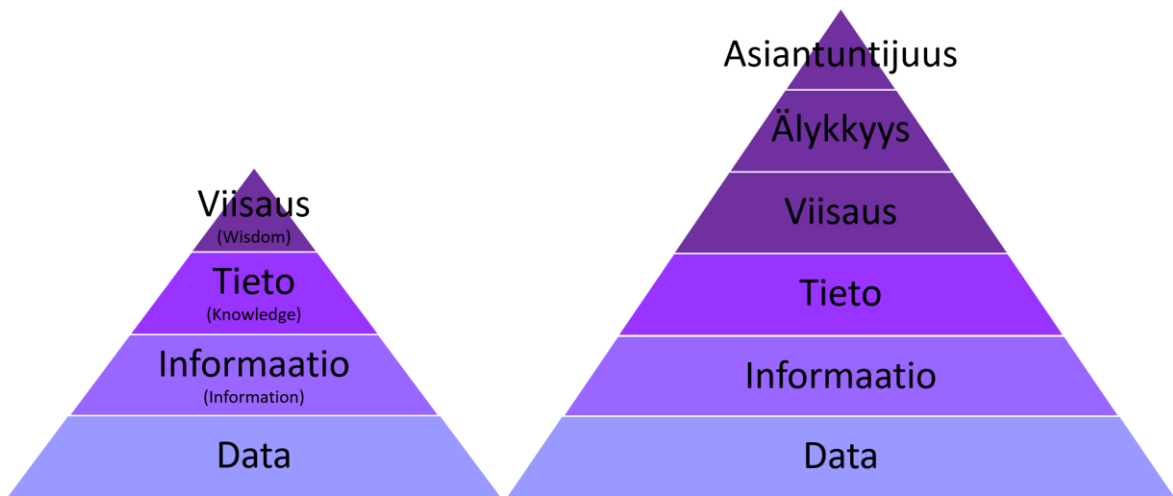 Viisaus
(Wisdom)
Tieto
(Knowledge)
Informaatio
(Information)
Data
Asiantuntijuus
Älykkyys
Viisaus
Tieto
Informaatio
Data